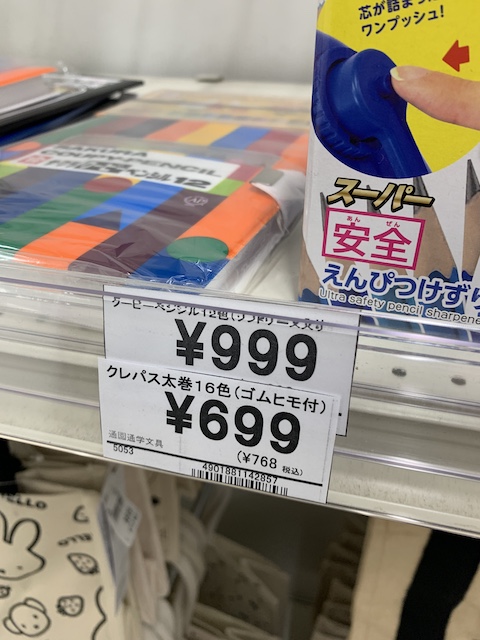 芯が詰まっ
ワンプッシュ!
スーパー
あん ぜん
安全
えんぴつけずり
Ultra safety pencil sharpene
12
¥999
クレパス太巻16色(ゴムヒモ付)
¥699
(¥768 税込)
通園通学文具
5053
4901881142857